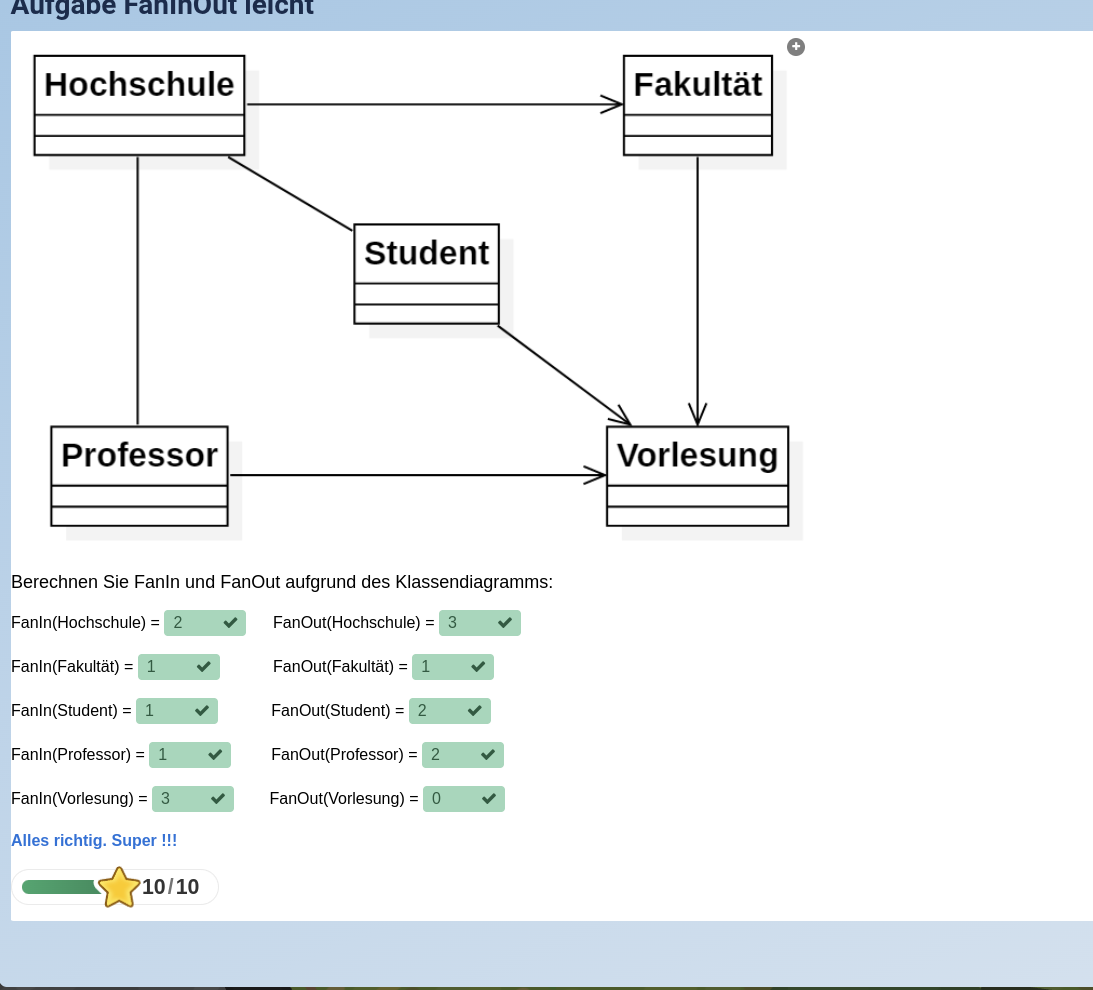 Aufgabe FanInOut leicht
Hochschule
Fakultät
Student
Professor
Vorlesung
Berechnen Sie FanIn und FanOut aufgrund des Klassendiagramms:
FanIn(Hochschule) = 2 FanOut(Hochschule) = 3
FanIn(Fakultät) = 1 FanOut(Fakultät) = 1
FanIn(Student) = 1 FanOut(Student) = 2
FanIn(Professor) = 1 FanOut(Professor) = 2
FanIn(Vorlesung) = 3 FanOut(Vorlesung) = 0
Alles richtig. Super !!!
10/10